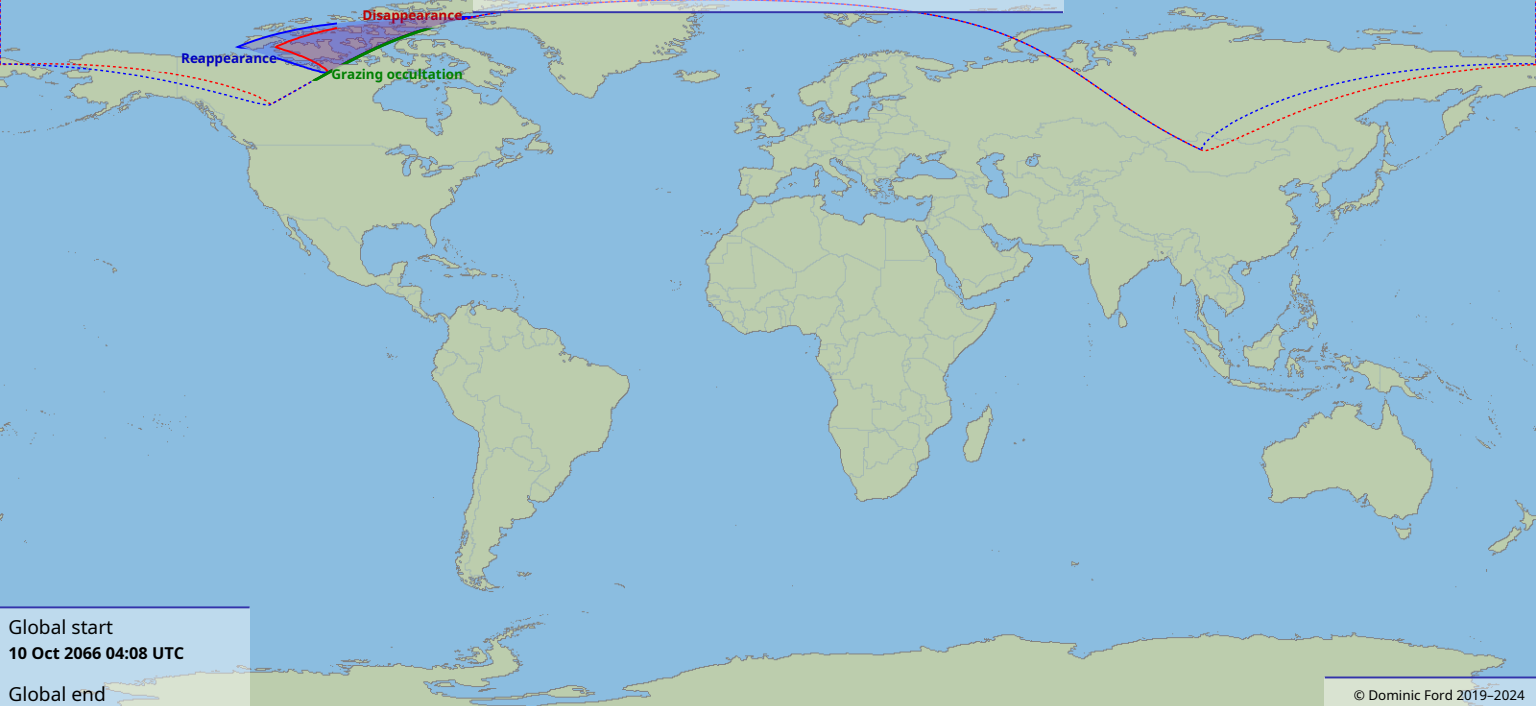 Disappearance
Reappearance
Grazing occultation
Global start
10 Oct 2066 04:08 UTC
Global end
© Dominic Ford 2019–2024